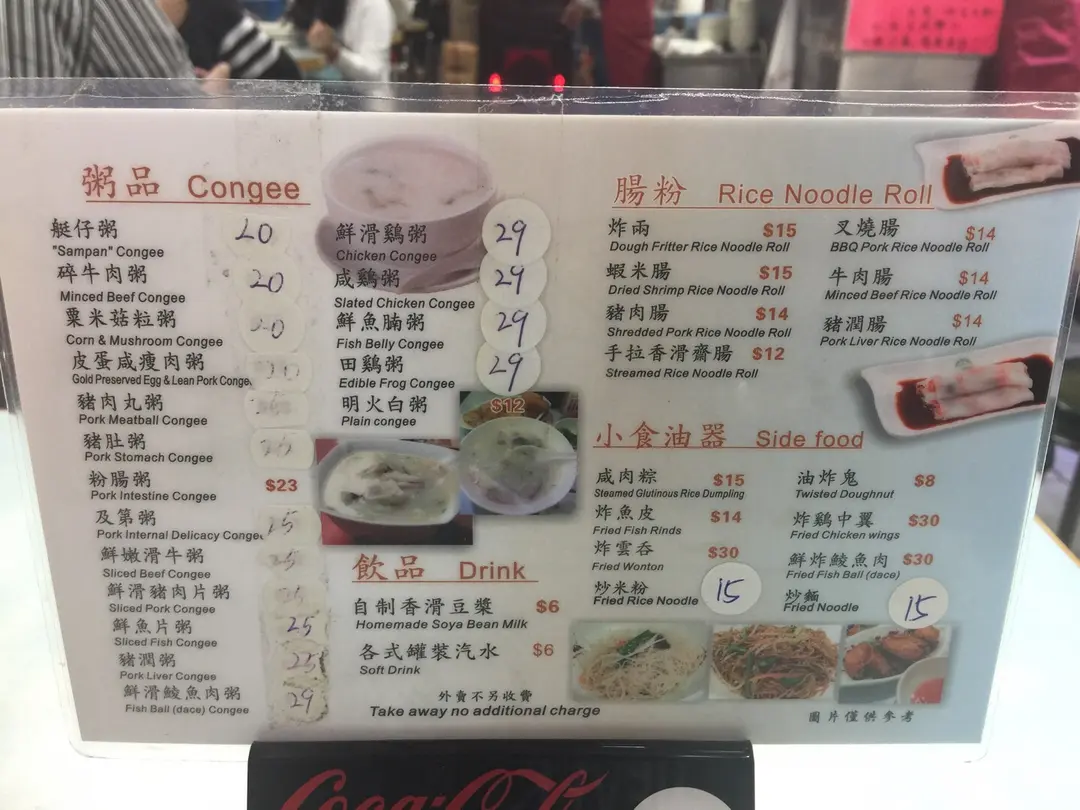 粥品 Congee
艇仔粥 20
"Sampan" Congee
碎牛肉粥 20
Minced Beef Congee
粟米菇粒粥 20
Corn & Mushroom Congee
皮蛋咸瘦肉粥 20
Gold Preserved Egg & Lean Pork Congee
豬肉丸粥
Pork Meatball Congee
豬肚粥 25
Pork Stomach Congee
粉腸粥 $23
Pork Intestine Congee
及第粥 25
Pork Internal Delicacy Congee
鮮嫩滑牛粥 25
Sliced Beef Congee
鮮滑豬肉片粥
Sliced Pork Congee
鮮魚片粥 25
Sliced Fish Congee
豬潤粥 25
Pork Liver Congee
鮮滑鯪魚肉粥 29
Fish Ball (dace) Congee
鮮滑鷄粥 29
Chicken Congee
咸鷄粥 29
Slated Chicken Congee
鮮魚腩粥 29
Fish Belly Congee
田鷄粥 29
Edible Frog Congee
明火白粥 $12
Plain congee
飲品 Drink
自制香滑豆漿 $6
Homemade Soya Bean Milk
各式罐裝汽水 $6
Soft Drink
外賣不另收費
Take away no additional charge
腸粉 Rice Noodle Roll
炸兩 $15
Dough Fritter Rice Noodle Roll
蝦米腸 $15
Dried Shrimp Rice Noodle Roll
豬肉腸 $14
Shredded Pork Rice Noodle Roll
手拉香滑齋腸 $12
Streamed Rice Noodle Roll
叉燒腸 $14
BBQ Pork Rice Noodle Roll
牛肉腸 $14
Minced Beef Rice Noodle Roll
豬潤腸 $14
Pork Liver Rice Noodle Roll
小食油器 Side food
咸肉粽 $15
Steamed Glutinous Rice Dumpling
炸魚皮 $14
Fried Fish Rinds
炸雲吞 $30
Fried Wonton
炒米粉 15
Fried Rice Noodle
油炸鬼 $8
Twisted Doughnut
炸鷄中翼 $30
Fried Chicken wings
鮮炸鯪魚肉 $30
Fried Fish Ball (dace)
炒麵 15
Fried Noodle
圖片僅供參考
Coca-Cola